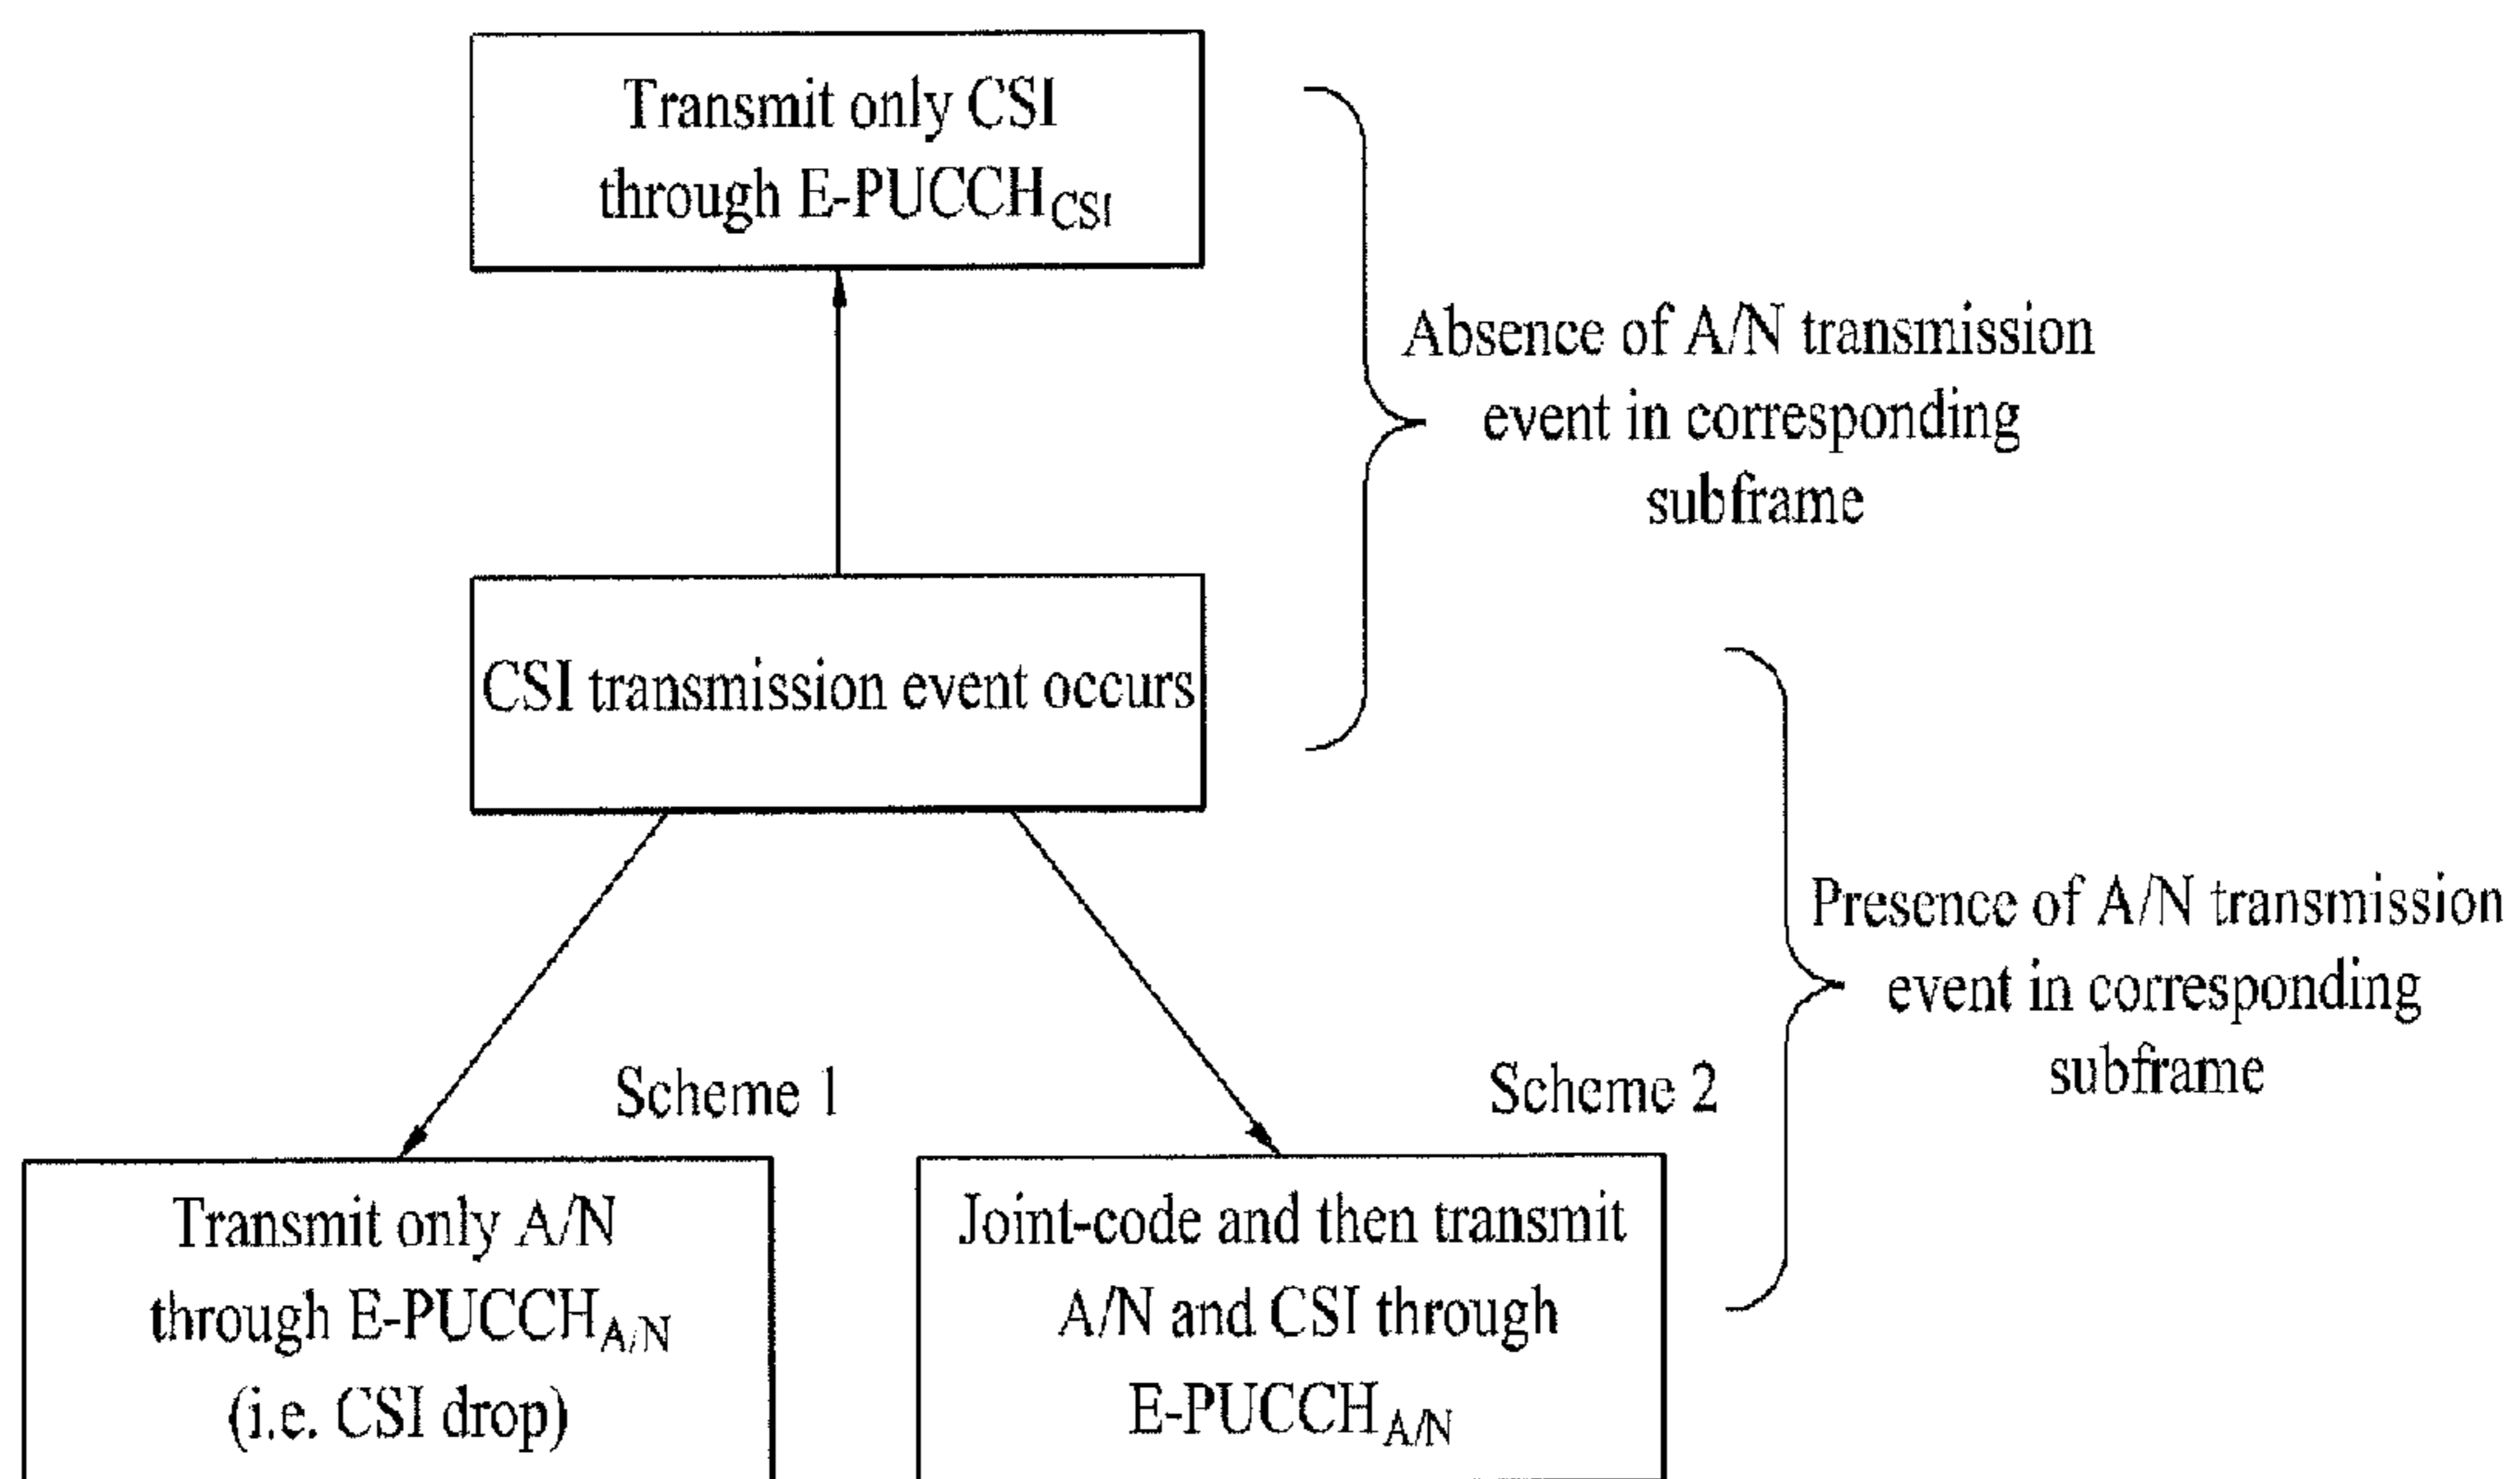 Transmit only CSI
through E-PUCCH_CSI
Absence of A/N transmission
event in corresponding
subframe
CSI transmission event occurs
Presence of A/N transmission
event in corresponding
subframe
Scheme 1
Scheme 2
Transmit only A/N
through E-PUCCH_A/N
(i.e. CSI drop)
Joint-code and then transmit
A/N and CSI through
E-PUCCH_A/N